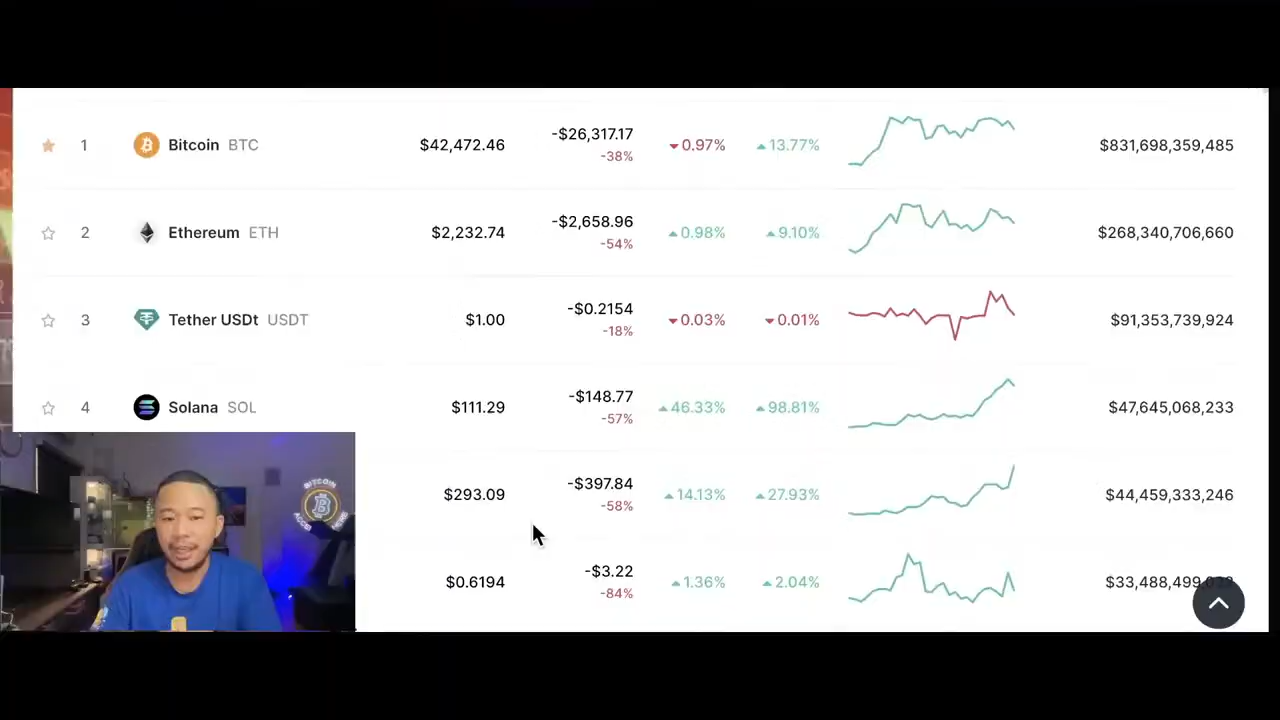 1 Bitcoin BTC $42,472.46 -$26,317.17 -38% 0.97% 13.77% $831,698,359,485
2 Ethereum ETH $2,232.74 -$2,658.96 -54% 0.98% 9.10% $268,340,706,660
3 Tether USDt USDT $1.00 -$0.2154 -18% 0.03% 0.01% $91,353,739,924
4 Solana SOL $111.29 -$148.77 -57% 46.33% 98.81% $47,645,068,233
$293.09 -$397.84 -58% 14.13% 27.93% $44,459,333,246
$0.6194 -$3.22 -84% 1.36% 2.04% $33,488,499,
BITCOIN